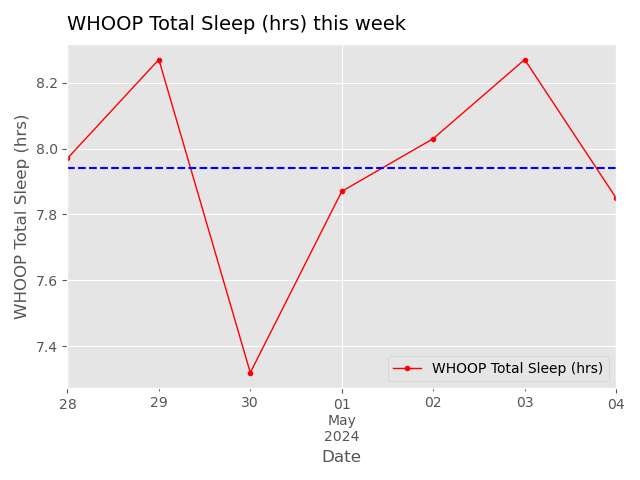 WHOOP Total Sleep (hrs) this week
WHOOP Total Sleep (hrs)
8.2
8.0
7.8
7.6
7.4
WHOOP Total Sleep (hrs)
28
29
30
01
02
03
04
May
2024
Date